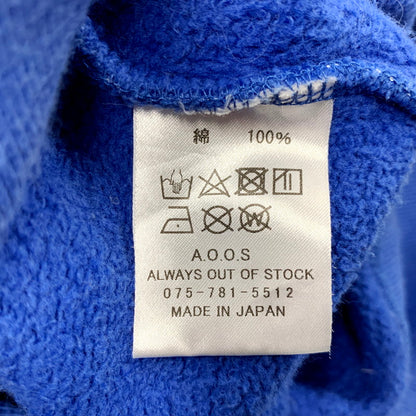 綿 100%
A.O.O.S
ALWAYS OUT OF STOCK
075-781-5512
MADE IN JAPAN